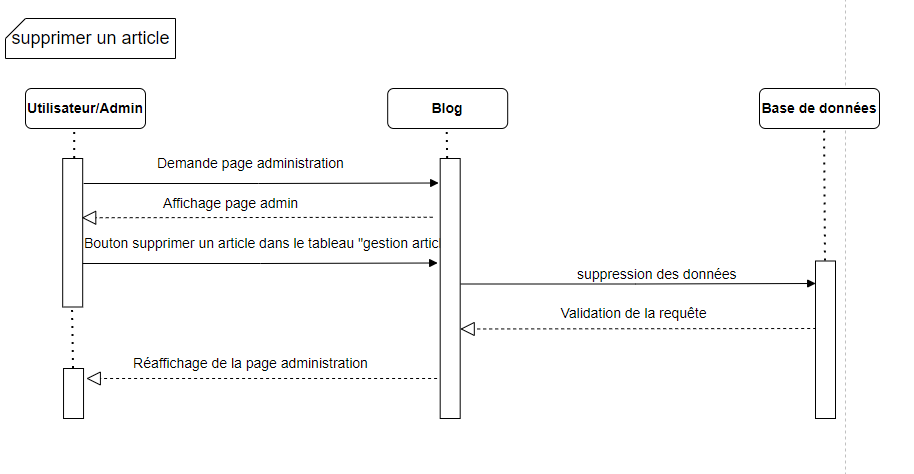 supprimer un article
Utilisateur/Admin
Blog
Base de données
Demande page administration
Affichage page admin
Bouton supprimer un article dans le tableau "gestion artic
suppression des données
Validation de la requête
Réaffichage de la page administration